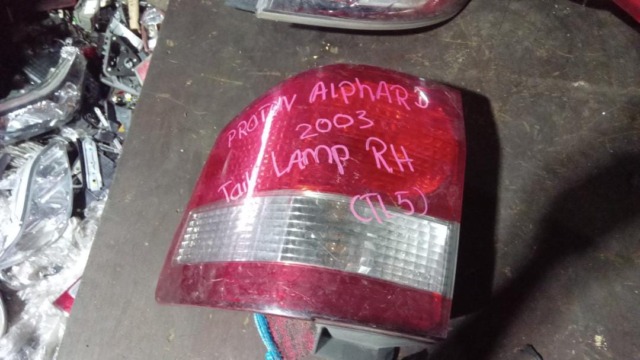 PROTON ALPHARD
2003
Tail LAMP RH
(TL5)